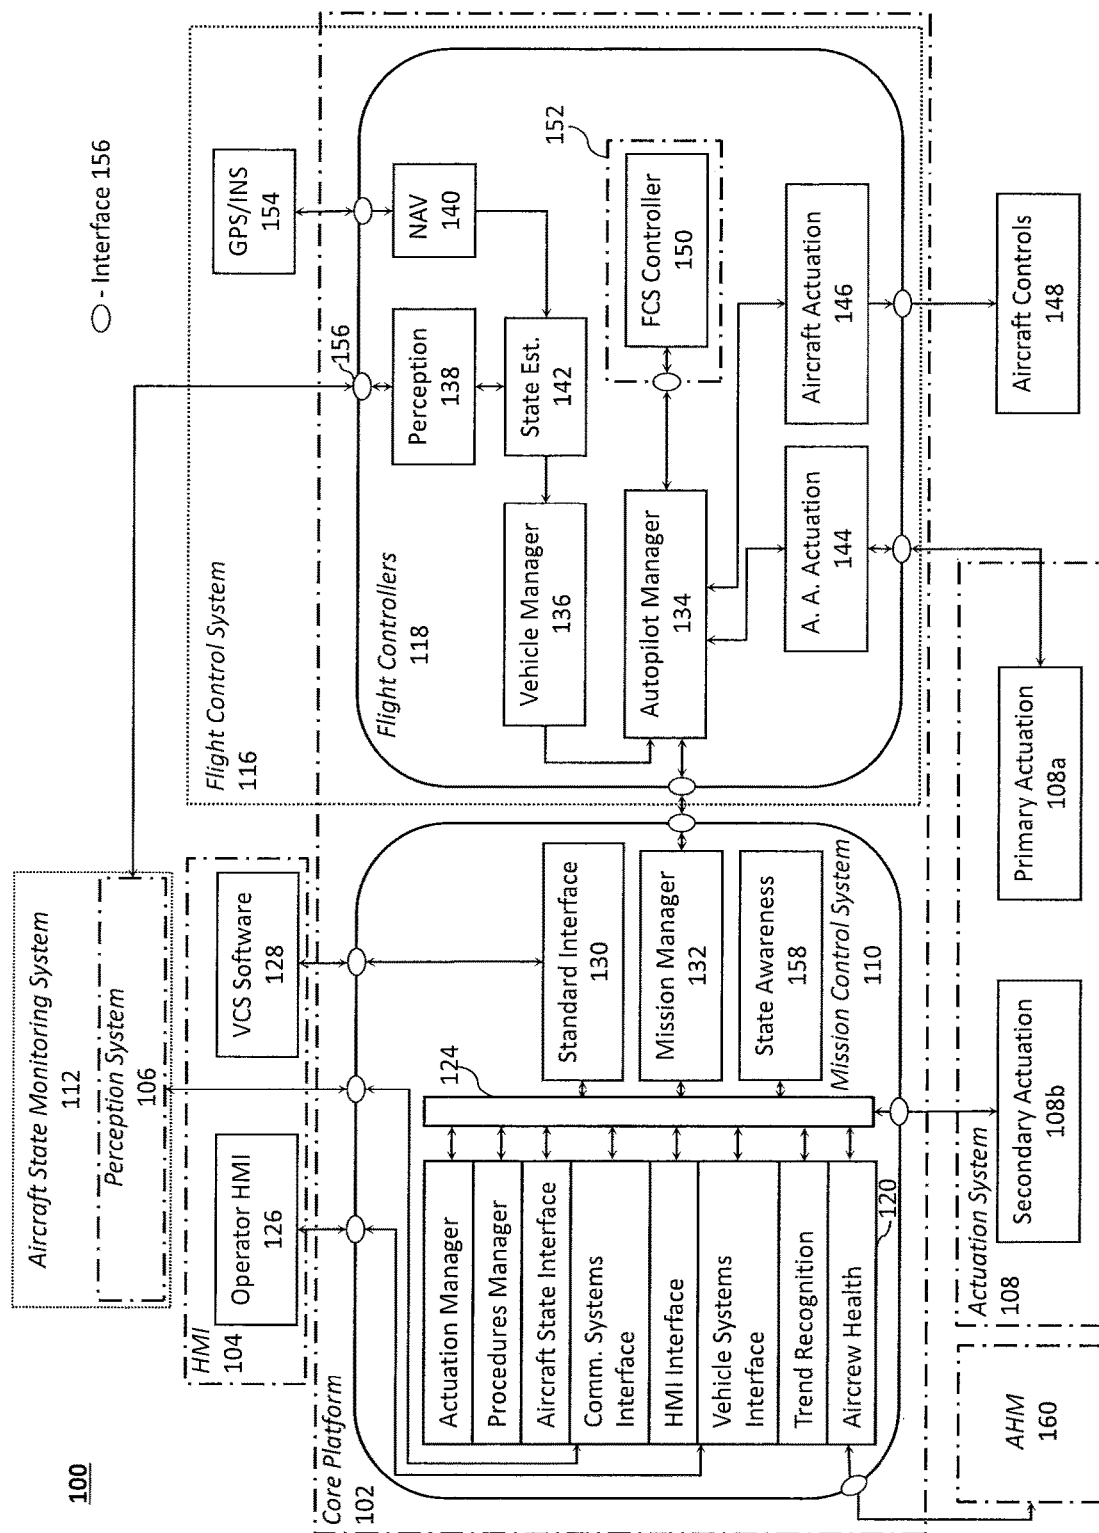 100
Aircraft State Monitoring System
112
Perception System
106
HMI
104
Operator HMI
126
VCS Software
128
Core Platform
102
Actuation Manager
Procedures Manager
Aircraft State Interface
Comm. Systems
Interface
HMI Interface
Vehicle Systems
Interface
Trend Recognition
Aircrew Health
120
124
Standard Interface
130
Mission Manager
132
State Awareness
158
Mission Control System
110
AHM
160
Actuation System
108
Secondary Actuation
108b
Primary Actuation
108a
Flight Control System
116
Flight Controllers
118
- Interface 156
156
GPS/INS
154
Perception
138
NAV
140
State Est.
142
Vehicle Manager
136
Autopilot Manager
134
152
FCS Controller
150
A. A. Actuation
144
Aircraft Actuation
146
Aircraft Controls
148